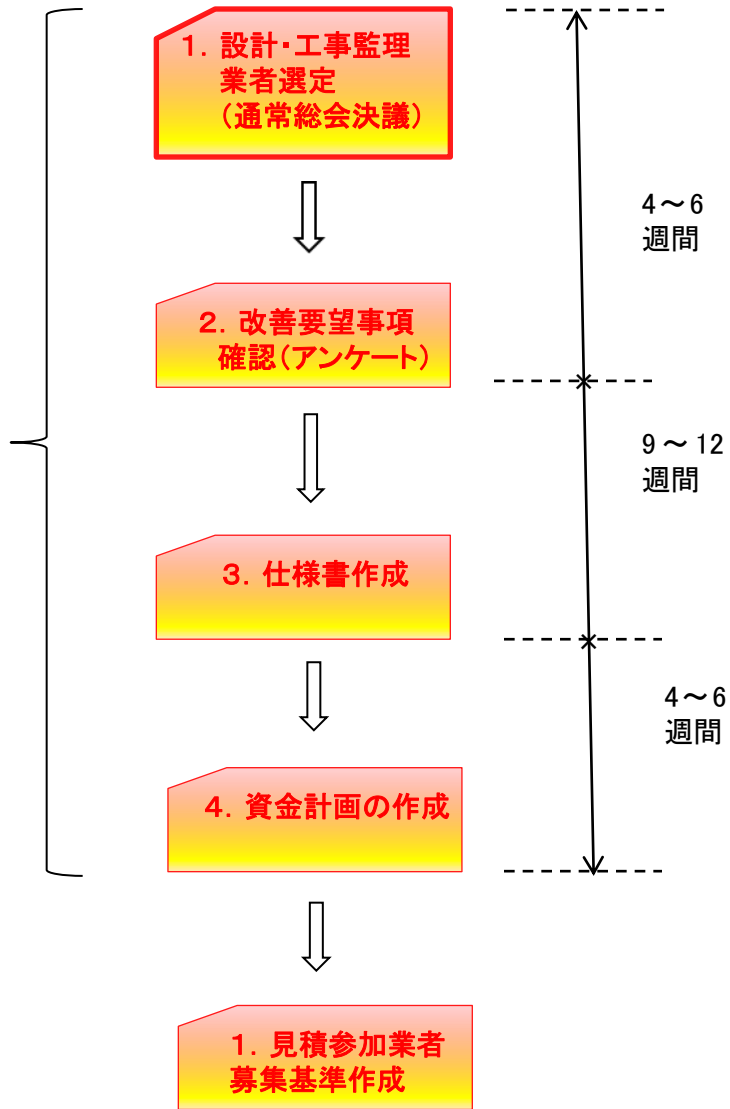 1．設計・工事監理
業者選定
（通常総会決議）
4～6
週間
2．改善要望事項
確認（アンケート）
9～12
週間
3．仕様書作成
4～6
週間
4．資金計画の作成
1．見積参加業者
募集基準作成